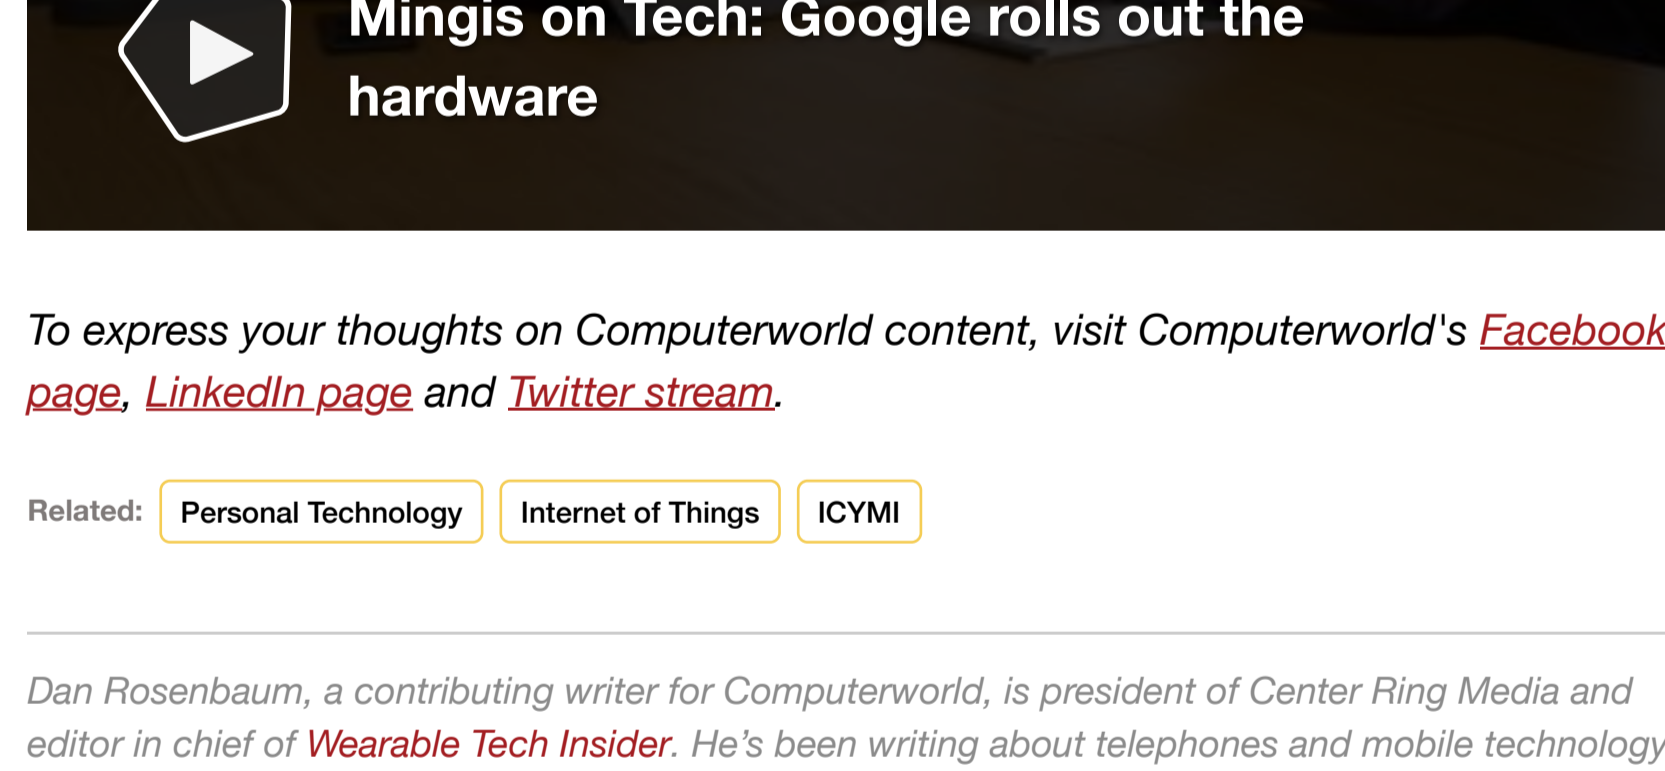 Mingis on Tech: Google rolls out the
hardware
To express your thoughts on Computerworld content, visit Computerworld's Facebook
page, LinkedIn page and Twitter stream.
Related: Personal Technology Internet of Things ICYMI
Dan Rosenbaum, a contributing writer for Computerworld, is president of Center Ring Media and
editor in chief of Wearable Tech Insider. He’s been writing about telephones and mobile technology